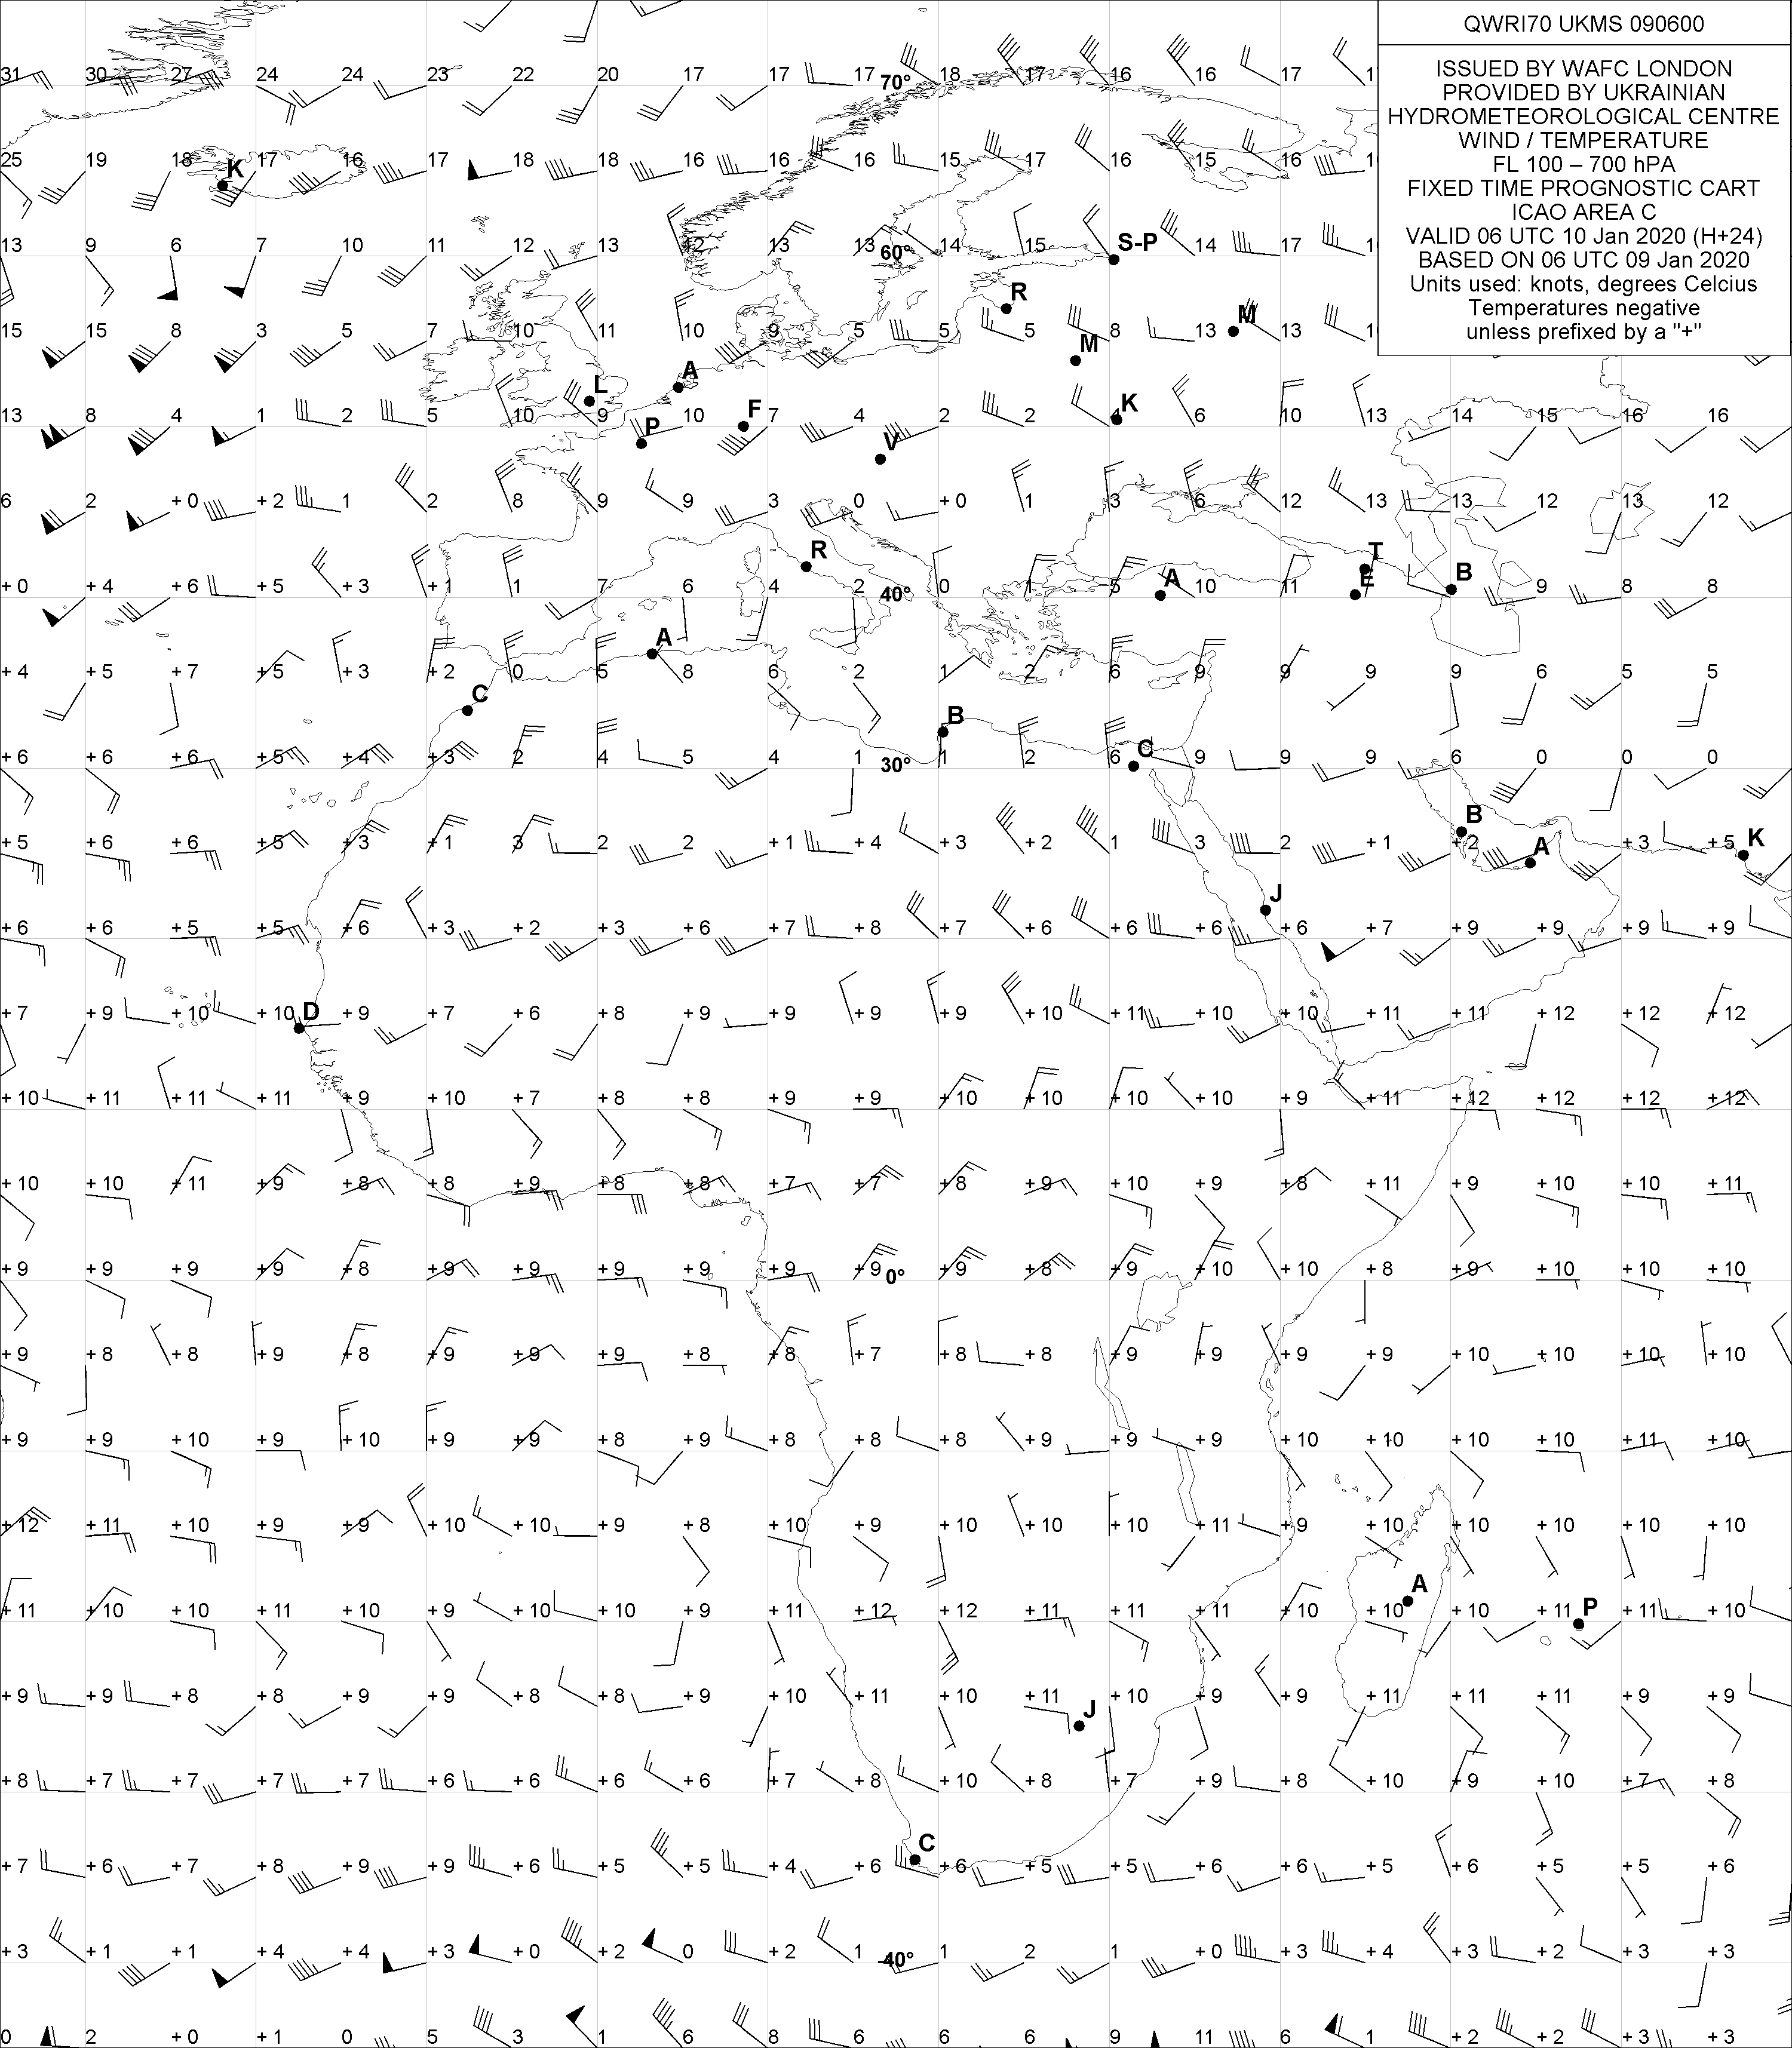 QWRI70 UKMS 090600
ISSUED BY WAFC LONDON
PROVIDED BY UKRAINIAN
HYDROMETEOROLOGICAL CENTRE
WIND / TEMPERATURE
FL 100 – 700 hPA
FIXED TIME PROGNOSTIC CART
ICAO AREA C
VALID 06 UTC 10 Jan 2020 (H+24)
BASED ON 06 UTC 09 Jan 2020
Units used: knots, degrees Celcius
Temperatures negative
unless prefixed by a "+"
31 30 27 24 24 23 22 20 17 17 17 70° 18 17 16 16 17
25 19 18 K 17 16 17 18 18 16 16 16 15 17 16 15 16
13 9 6 7 10 11 12 13 12 13 13 60° 14 15 S-P 14 17
R
15 15 8 3 5 7 10 11 10 9 5 5 5 8 13 M 13
M
A
L
13 8 4 1 2 5 10 9 10 F 7 4 2 2 4 K 6 10 13 14 15 16 16
P V
6 2 +0 +2 1 2 8 9 9 3 0 +0 1 3 6 12 13 13 12 13 12
R T
+0 +4 +6 +5 +3 +1 1 7 6 4 2 40° 0 1 5 A 10 11 E B 9 8 8
A
+4 +5 +7 +5 +3 +2 0 5 8 6 2 1 2 6 9 9 9 9 6 5 5
C
B
+6 +6 +6 +5 +4 +3 2 4 5 4 1 30° 1 2 6 C 9 9 9 6 0 0 0
B
+5 +6 +6 +5 +3 +1 3 2 2 +1 +4 +3 +2 1 3 2 +1 +2 A +3 +5 K
J
+6 +6 +5 +5 +6 +3 +2 +3 +6 +7 +8 +7 +6 +6 +6 +6 +7 +9 +9 +9 +9
+7 +9 +10 +10 D +9 +7 +6 +8 +9 +9 +9 +9 +10 +11 +10 +10 +11 +11 +12 +12 +12
+10 +11 +11 +11 +9 +10 +7 +8 +8 +9 +9 +10 +10 +10 +10 +9 +11 +12 +12 +12 +12
+10 +10 +11 +9 +8 +8 +9 +8 +8 +7 +7 +8 +9 +10 +9 +8 +11 +9 +10 +10 +11
+9 +9 +9 +9 +8 +9 +9 +9 +9 +9 +9 0° +9 +8 +9 +10 +10 +8 +9 +10 +10 +10
+9 +8 +8 +9 +8 +9 +9 +9 +8 +8 +7 +8 +8 +9 +9 +9 +9 +10 +10 +10 +10
+9 +9 +10 +9 +10 +9 +9 +8 +9 +8 +8 +8 +9 +9 +9 +10 +10 +10 +10 +11 +10
+12 +11 +10 +9 +9 +10 +10 +9 +8 +10 +9 +10 +10 +10 +11 +9 +10 +10 +10 +10 +10
A
+11 +10 +10 +11 +10 +9 +10 +10 +9 +11 +12 +12 +11 +11 +11 +10 +10 +10 +11 P +11 +10
+9 +9 +8 +8 +9 +9 +8 +8 +9 +10 +11 +10 +11 J +10 +9 +9 +11 +11 +11 +9 +9
+8 +7 +7 +7 +7 +6 +6 +6 +6 +7 +8 +10 +8 +7 +9 +8 +10 +9 +10 +7 +8
C
+7 +6 +7 +8 +9 +9 +6 +5 +5 +4 +6 +6 +5 +5 +6 +6 +5 +6 +5 +5 +6
+3 +1 +1 +4 +4 +3 +0 +2 0 +2 1 -40° 1 2 1 +0 +3 +4 +3 +2 +3 +3
0 2 +0 +1 0 5 3 1 6 8 6 6 6 9 11 6 1 +2 +2 +3 +3